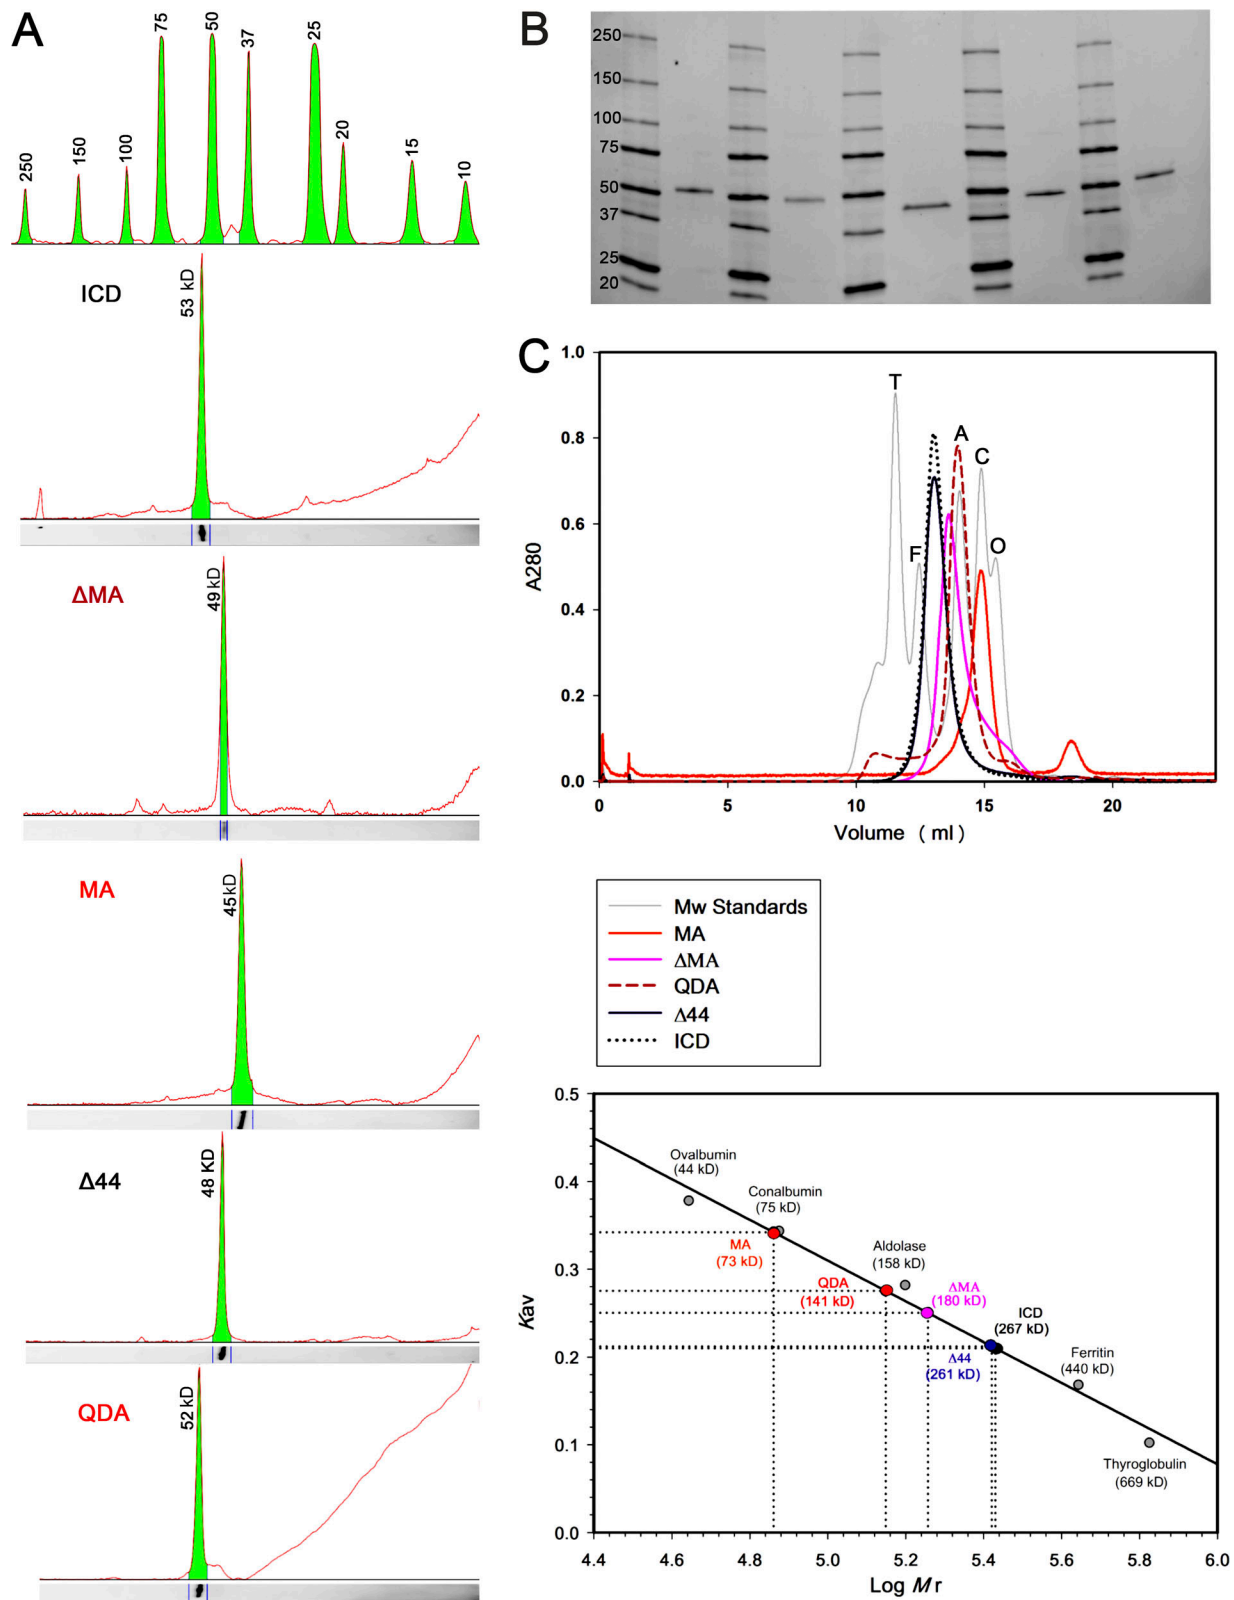 A
250
150
100
75
50
37
25
20
15
10
ICD
53 kD
ΔMA
49kD
MA
45kD
Δ44
48 KD
QDA
52 kD
B
250
150
100
75
50
37
25
20
C
1.0
0.8
0.6
0.4
0.2
0.0
A280
T
F
A
C
O
0 5 10 15 20
Volume ( ml)
Mw Standards
MA
ΔMA
QDA
Δ44
ICD
0.5
0.4
0.3
0.2
0.1
0.0
Kav
Ovalbumin
(44 kD)
Conalbumin
(75 kD)
MA
(73 kD)
Aldolase
(158 kD)
QDA
(141 kD)
ΔMA
(180 kD)
ICD
(267 kD)
Δ44
(261 kD)
Ferritin
(440 kD)
Thyroglobulin
(669 kD)
4.4 4.6 4.8 5.0 5.2 5.4 5.6 5.8 6.0
Log Mr